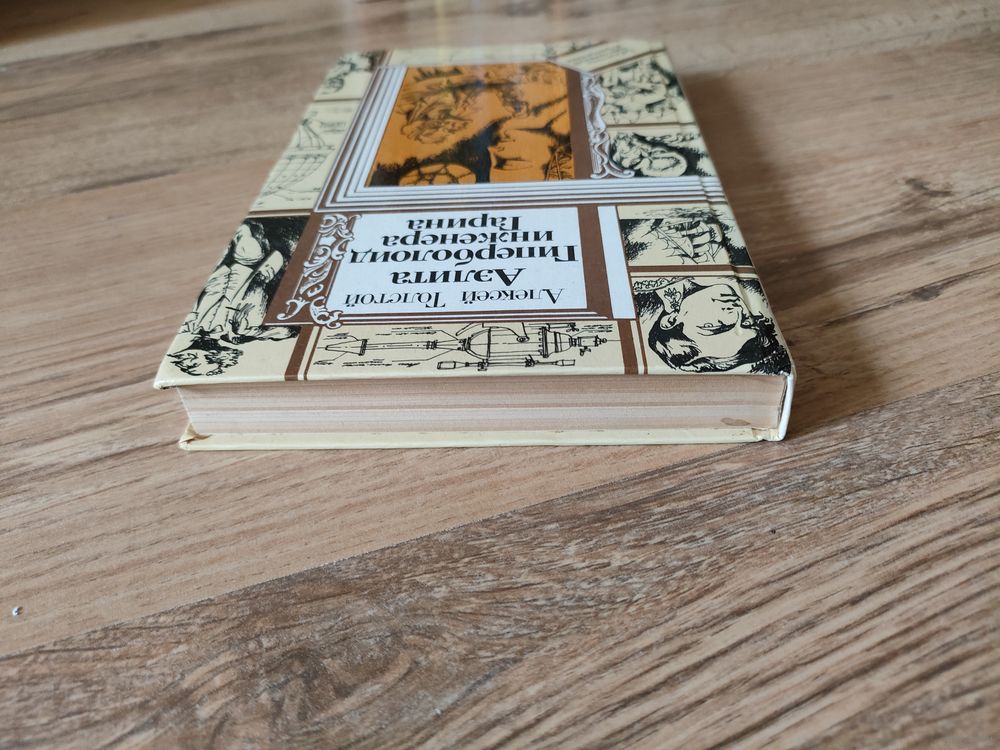 Алексей Толстой
Аэлита
Гиперболоид
инженера
Гарина